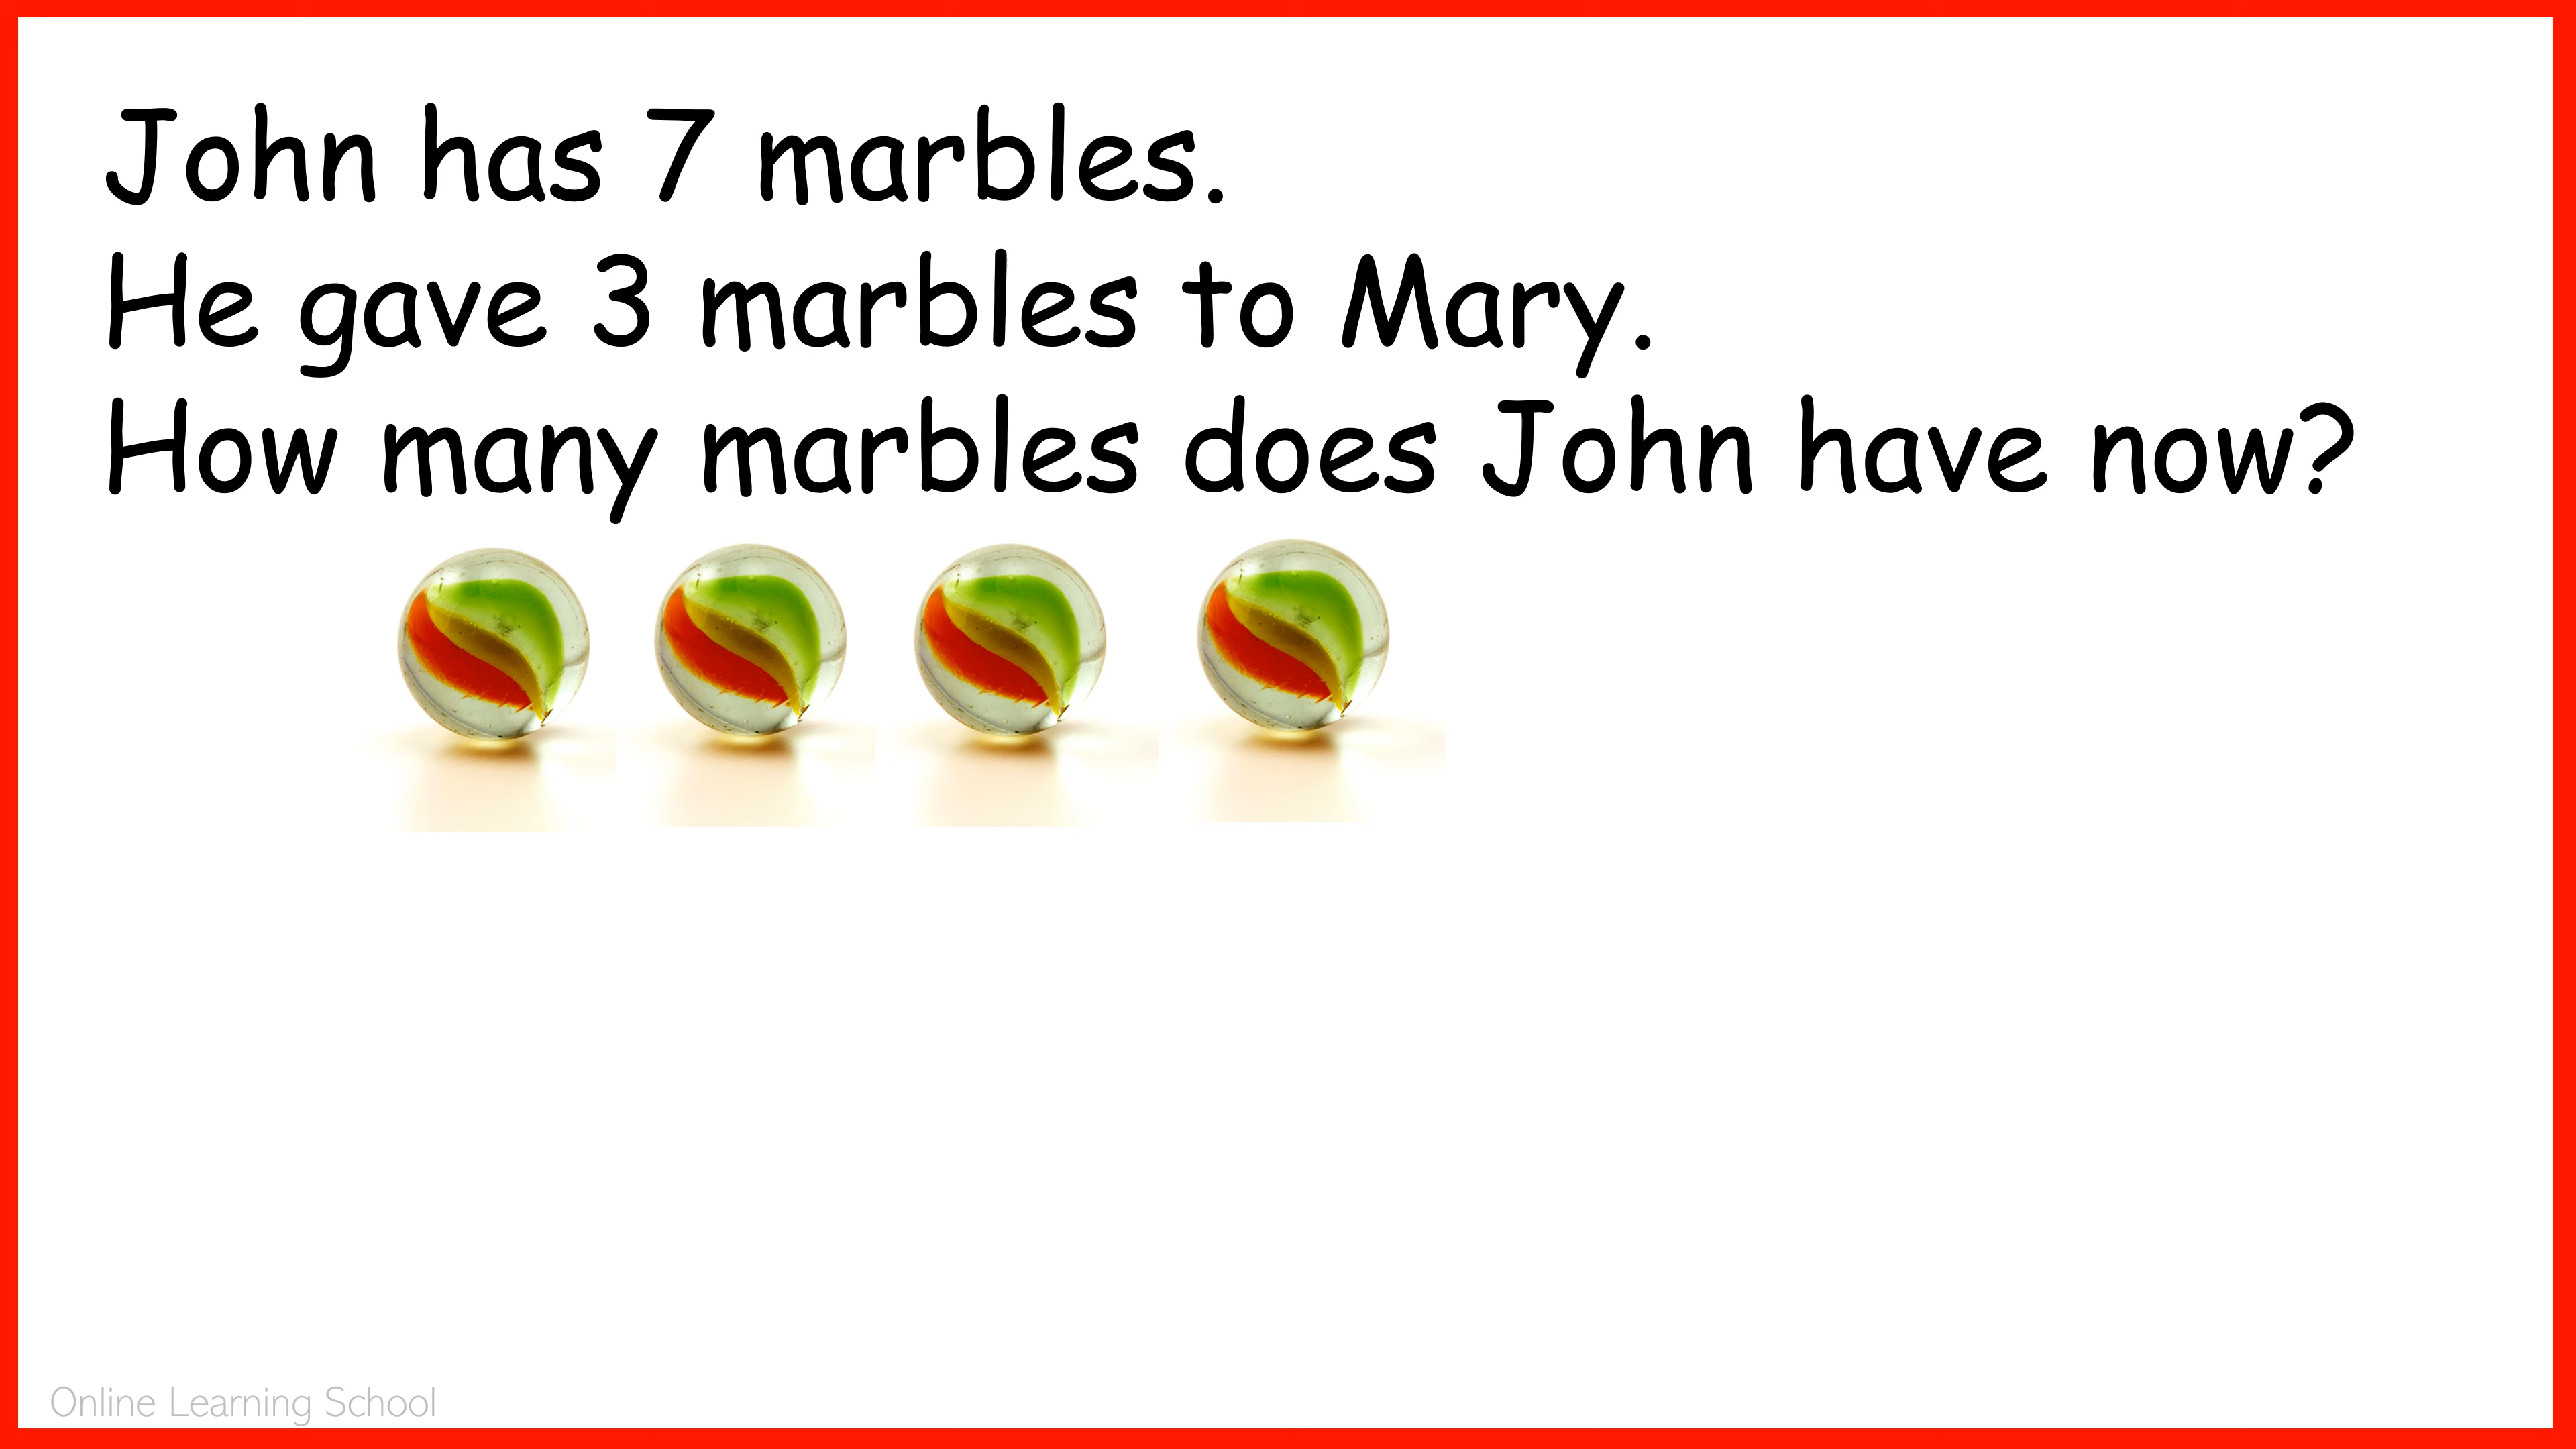 John has 7 marbles.
He gave 3 marbles to Mary.
How many marbles does John have now?
Online Learning School